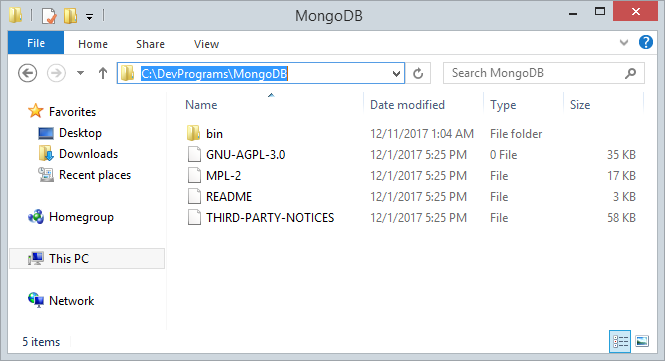 MongoDB
File Home Share View
C:\DevPrograms\MongoDB Search MongoDB
Name Date modified Type Size
Favorites
Desktop
Downloads
Recent places
Homegroup
This PC
Network
bin 12/11/2017 1:04 AM File folder
GNU-AGPL-3.0 12/1/2017 5:25 PM 0 File 35 KB
MPL-2 12/1/2017 5:25 PM File 17 KB
README 12/1/2017 5:25 PM File 3 KB
THIRD-PARTY-NOTICES 12/1/2017 5:25 PM File 58 KB
5 items